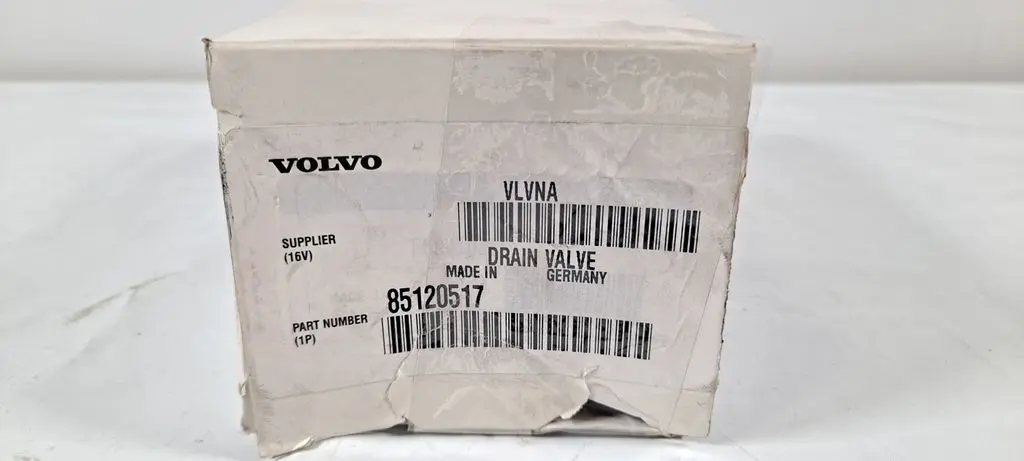 VOLVO
VLVNA
SUPPLIER
(16V)
DRAIN VALVE
MADE IN GERMANY
85120517
PART NUMBER
(1P)